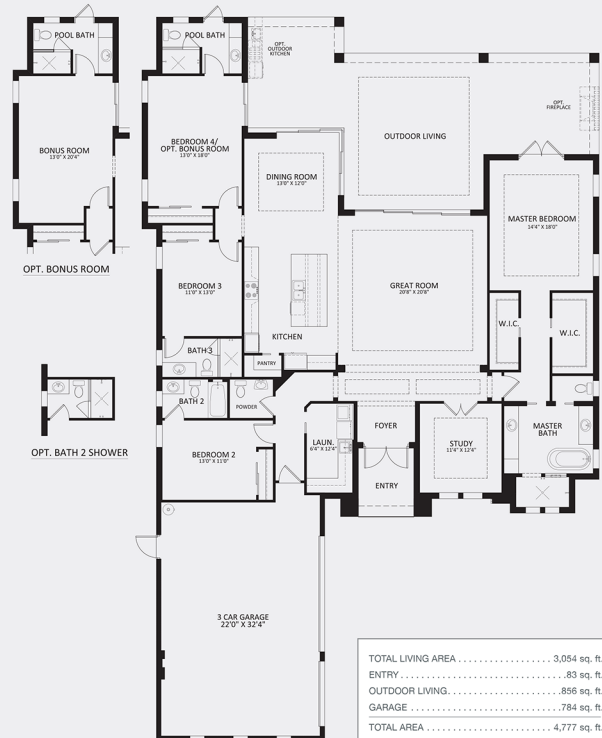 POOL BATH
POOL BATH
OPT.
OUTDOOR
KITCHEN
OPT.
FIREPLACE
OUTDOOR LIVING
BONUS ROOM
13'0" X 20'4"
BEDROOM 4/
OPT. BONUS ROOM
13'0" X 18'0"
DINING ROOM
13'0" X 12'0"
MASTER BEDROOM
14'4" X 18'0"
OPT. BONUS ROOM
BEDROOM 3
11'0" X 13'0"
GREAT ROOM
20'8" X 20'8"
W.I.C.
W.I.C.
KITCHEN
BATH 3
PANTRY
BATH 2
POWDER
OPT. BATH 2 SHOWER
BEDROOM 2
13'0" X 11'0"
LAUN.
6'4" X 12'4"
FOYER
STUDY
11'4" X 12'4"
MASTER
BATH
ENTRY
3 CAR GARAGE
22'0" X 32'4"
TOTAL LIVING AREA . . . . . . . . . . . . . . . . . . 3,054 sq. ft.
ENTRY . . . . . . . . . . . . . . . . . . . . . . . . . . . . . 83 sq. ft.
OUTDOOR LIVING. . . . . . . . . . . . . . . . . . . . . 856 sq. ft.
GARAGE . . . . . . . . . . . . . . . . . . . . . . . . . . . 784 sq. ft.
TOTAL AREA . . . . . . . . . . . . . . . . . . . . . . 4,777 sq. ft.